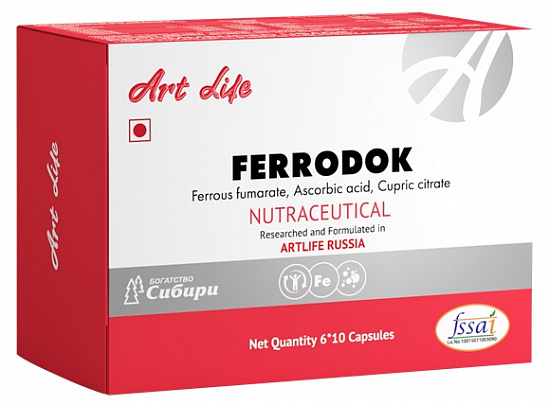 Art Life
Art Life
FERRODOK
Ferrous fumarate, Ascorbic acid, Cupric citrate
NUTRACEUTICAL
Researched and Formulated in
ARTLIFE RUSSIA
БОГАТСТВО
Сибири
Fe
Net Quantity 6*10 Capsules
fssai
Lic.No.10015011003090